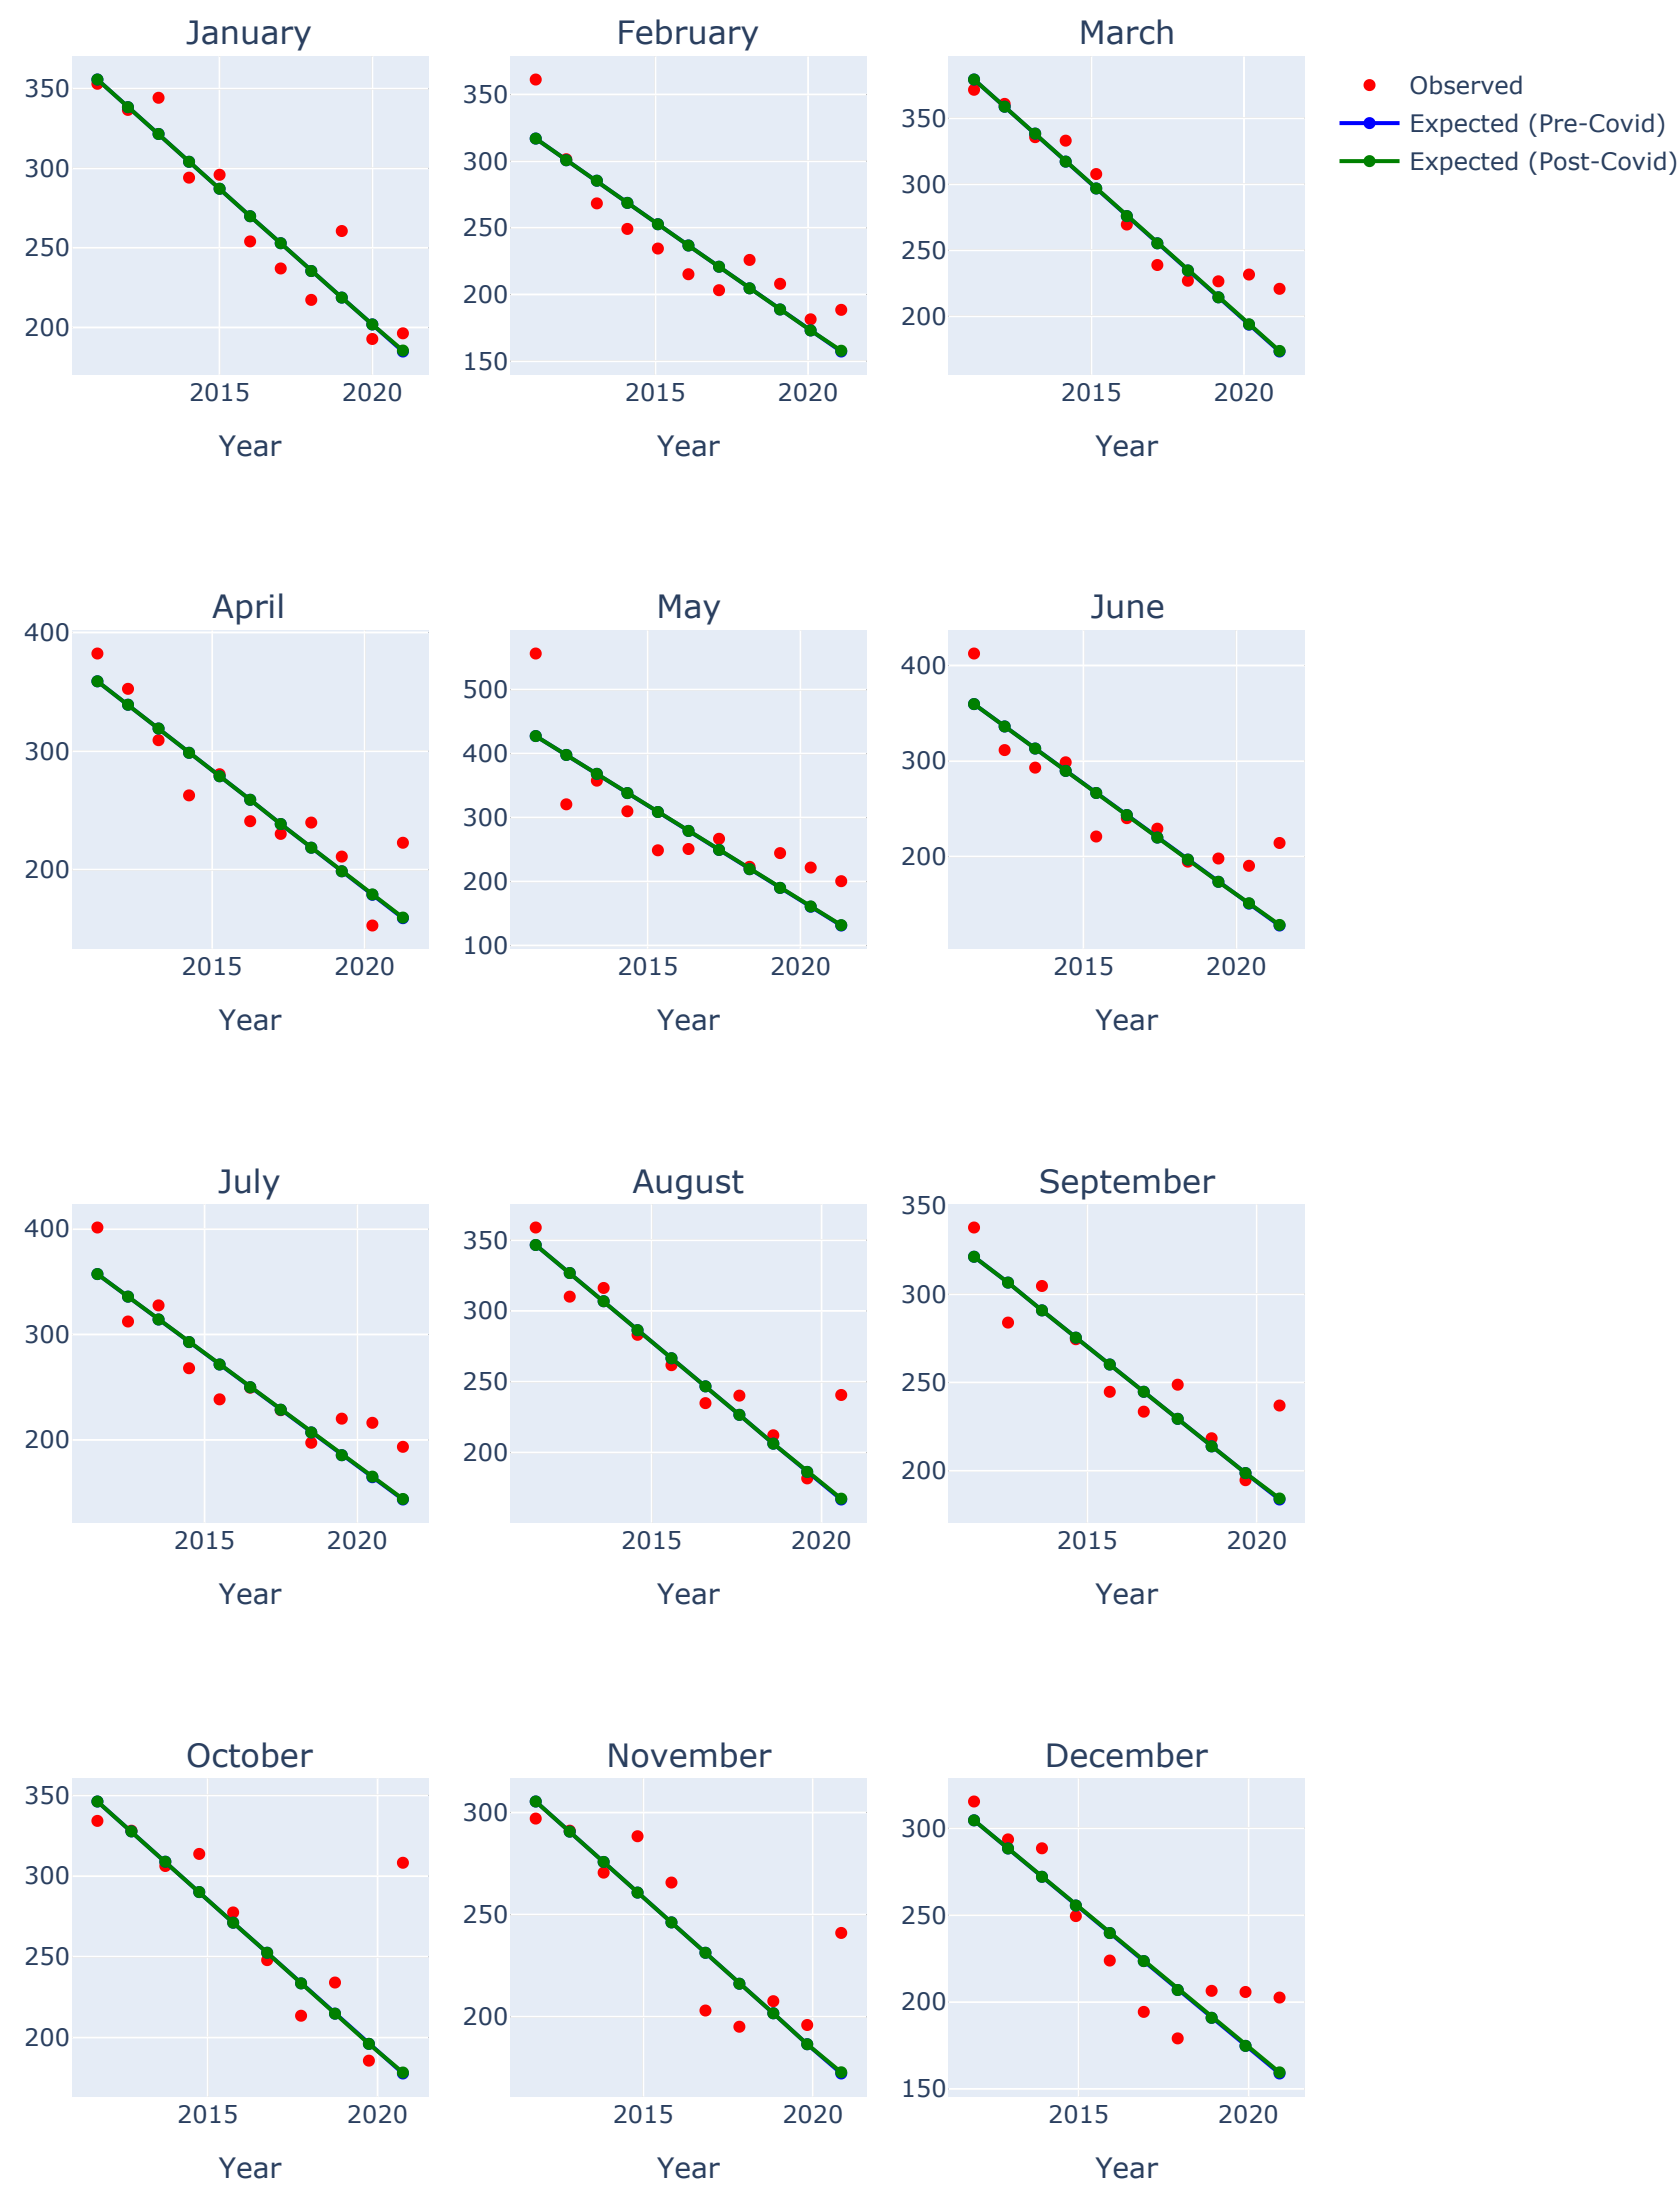 January
February
March
350
300
250
200
2015
2020
Year
350
300
250
200
150
2015
2020
Year
350
300
250
200
2015
2020
Year
Observed
Expected (Pre-Covid)
Expected (Post-Covid)
April
May
June
400
300
200
2015
2020
Year
500
400
300
200
100
2015
2020
Year
400
300
200
2015
2020
Year
July
August
September
400
300
200
2015
2020
Year
350
300
250
200
2015
2020
Year
350
300
250
200
2015
2020
Year
October
November
December
350
300
250
200
2015
2020
Year
300
250
200
2015
2020
Year
300
250
200
150
2015
2020
Year